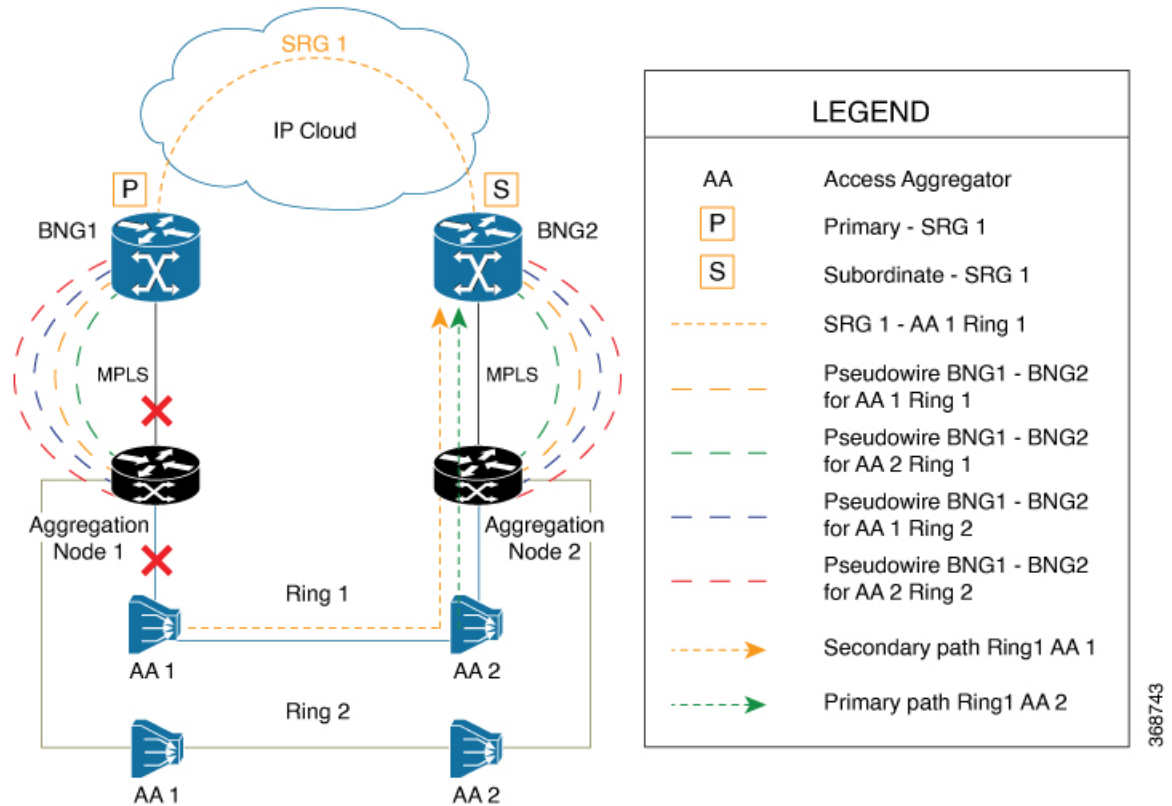 SRG 1
IP Cloud
P
S
BNG1
BNG2
MPLS
MPLS
Aggregation
Node 1
Aggregation
Node 2
Ring 1
AA 1
AA 2
Ring 2
AA 1
AA 2
LEGEND
AA Access Aggregator
P Primary - SRG 1
S Subordinate - SRG 1
SRG 1 - AA 1 Ring 1
Pseudowire BNG1 - BNG2
for AA 1 Ring 1
Pseudowire BNG1 - BNG2
for AA 2 Ring 1
Pseudowire BNG1 - BNG2
for AA 1 Ring 2
Pseudowire BNG1 - BNG2
for AA 2 Ring 2
Secondary path Ring1 AA 1
Primary path Ring1 AA 2
368743